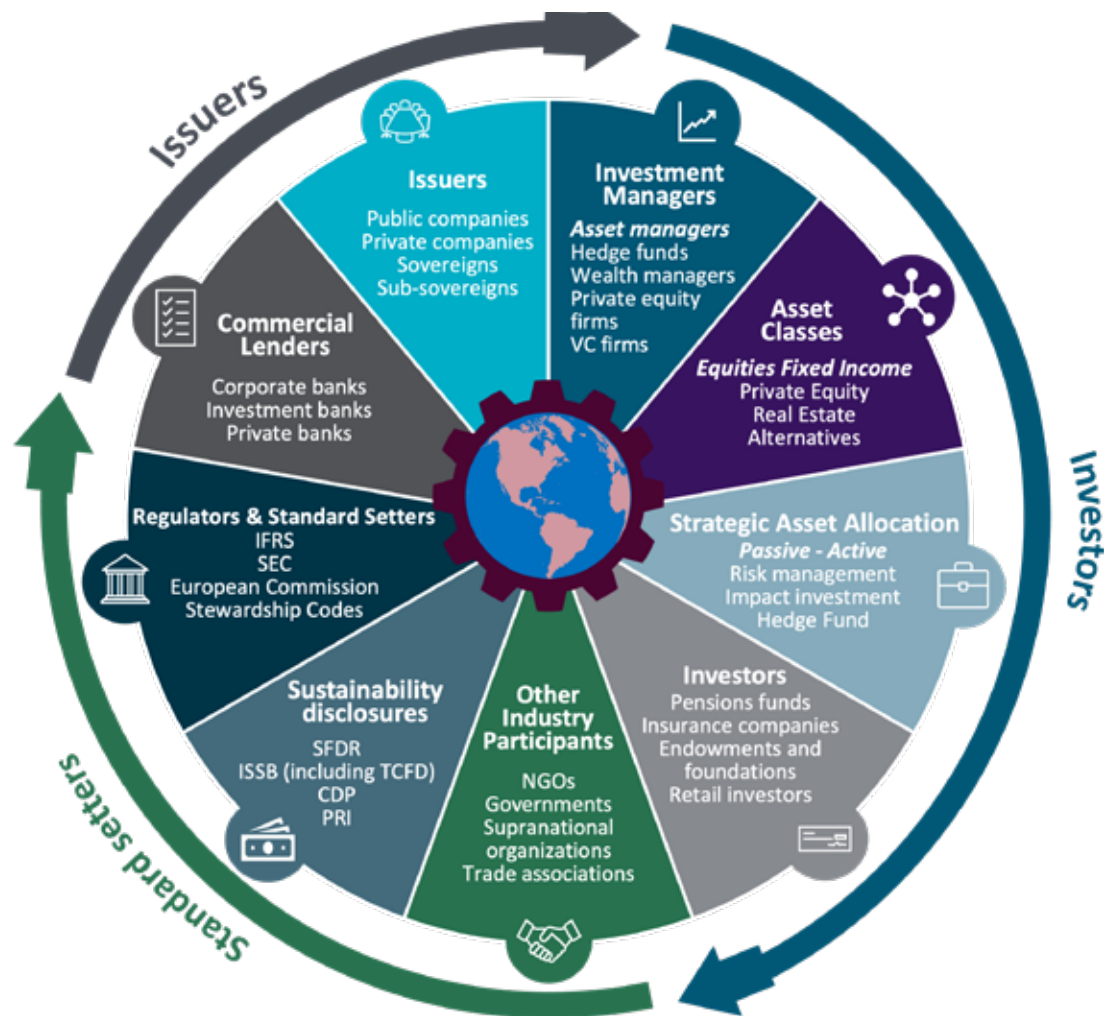 Issuers
Investors
Standard setters
Issuers
Public companies
Private companies
Sovereigns
Sub-sovereigns
Investment
Managers
Asset managers
Hedge funds
Wealth managers
Private equity
firms
VC firms
Asset
Classes
Equities Fixed Income
Private Equity
Real Estate
Alternatives
Strategic Asset Allocation
Passive - Active
Risk management
Impact investment
Hedge Fund
Investors
Pensions funds
Insurance companies
Endowments and
foundations
Retail investors
Other
Industry
Participants
NGOs
Governments
Supranational
organizations
Trade associations
Sustainability
disclosures
SFDR
ISSB (including TCFD)
CDP
PRI
Regulators & Standard Setters
IFRS
SEC
European Commission
Stewardship Codes
Commercial
Lenders
Corporate banks
Investment banks
Private banks